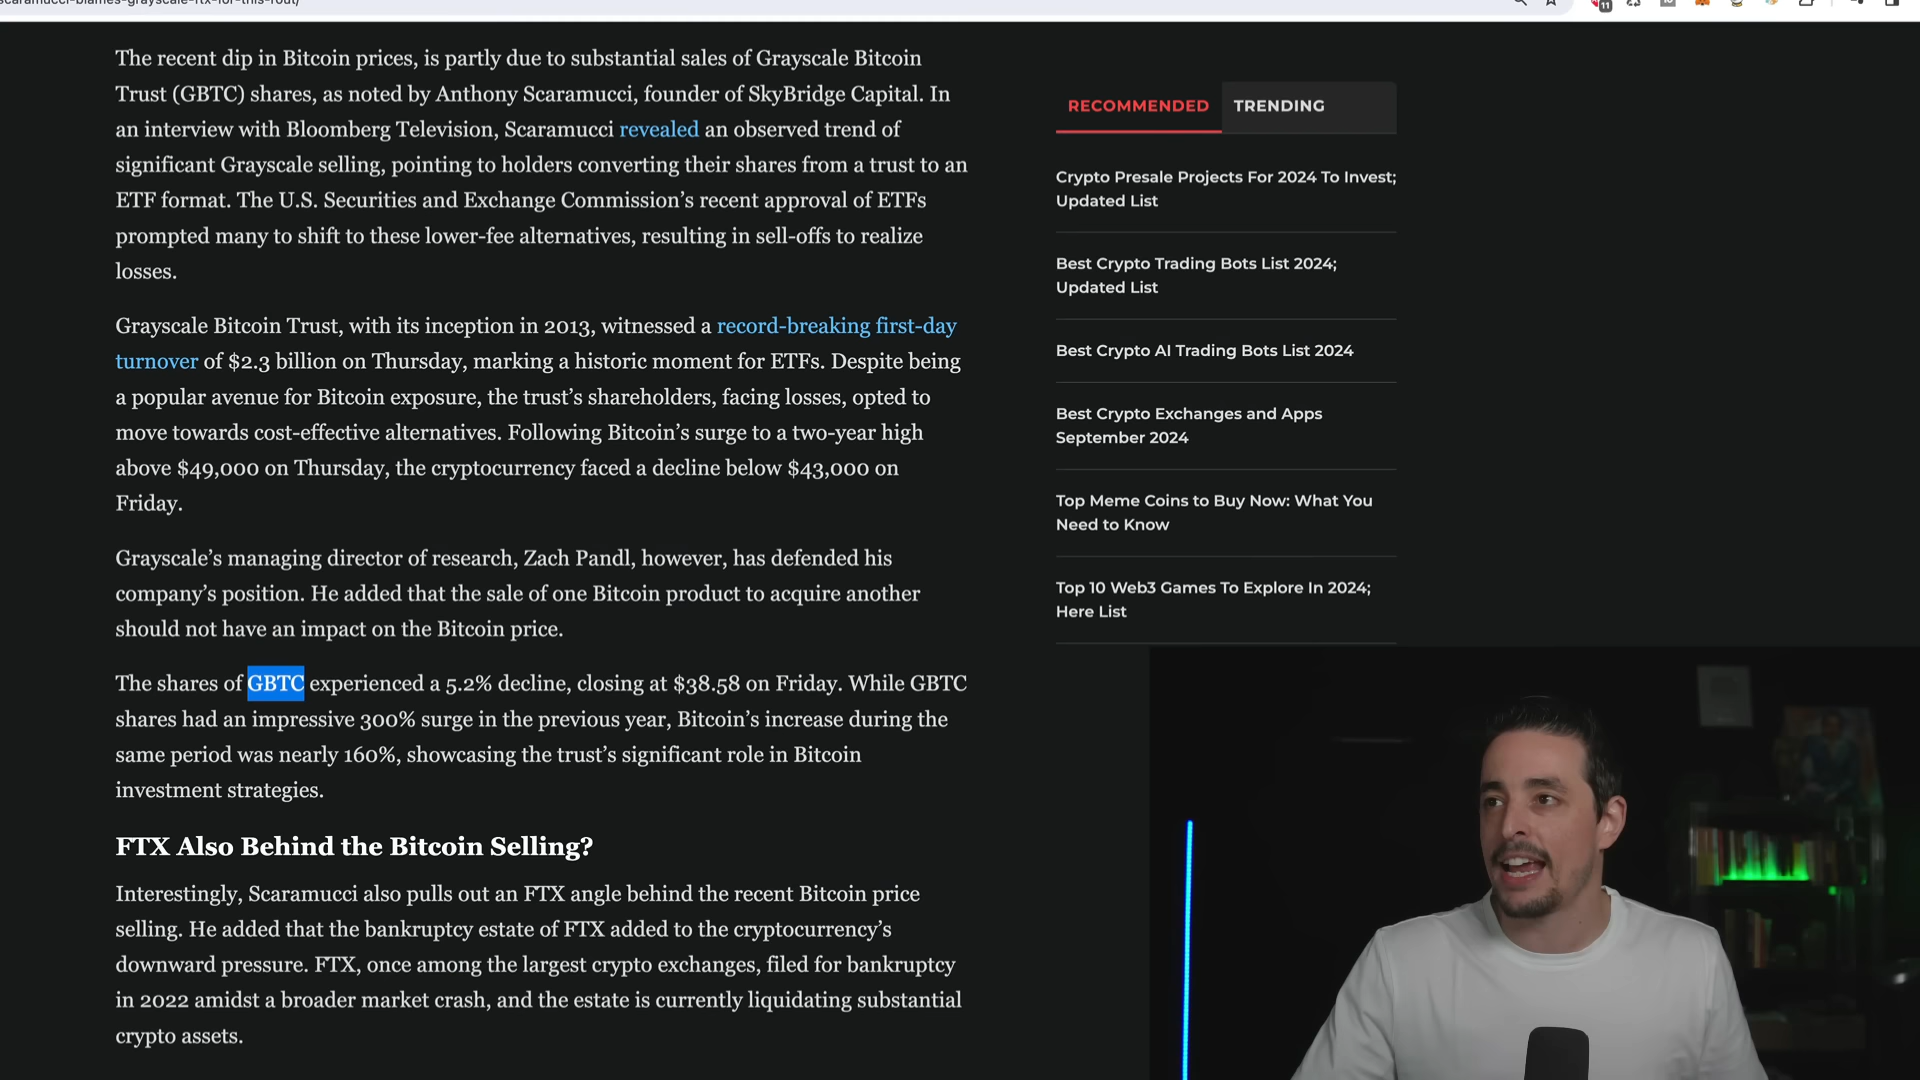 scaramucci-blames-grayscale-ftx-for-this-rout/
11
The recent dip in Bitcoin prices, is partly due to substantial sales of Grayscale Bitcoin
Trust (GBTC) shares, as noted by Anthony Scaramucci, founder of SkyBridge Capital. In
an interview with Bloomberg Television, Scaramucci revealed an observed trend of
significant Grayscale selling, pointing to holders converting their shares from a trust to an
ETF format. The U.S. Securities and Exchange Commission’s recent approval of ETFs
prompted many to shift to these lower-fee alternatives, resulting in sell-offs to realize
losses.
Grayscale Bitcoin Trust, with its inception in 2013, witnessed a record-breaking first-day
turnover of $2.3 billion on Thursday, marking a historic moment for ETFs. Despite being
a popular avenue for Bitcoin exposure, the trust’s shareholders, facing losses, opted to
move towards cost-effective alternatives. Following Bitcoin’s surge to a two-year high
above $49,000 on Thursday, the cryptocurrency faced a decline below $43,000 on
Friday.
Grayscale’s managing director of research, Zach Pandl, however, has defended his
company’s position. He added that the sale of one Bitcoin product to acquire another
should not have an impact on the Bitcoin price.
The shares of GBTC experienced a 5.2% decline, closing at $38.58 on Friday. While GBTC
shares had an impressive 300% surge in the previous year, Bitcoin’s increase during the
same period was nearly 160%, showcasing the trust’s significant role in Bitcoin
investment strategies.
FTX Also Behind the Bitcoin Selling?
Interestingly, Scaramucci also pulls out an FTX angle behind the recent Bitcoin price
selling. He added that the bankruptcy estate of FTX added to the cryptocurrency’s
downward pressure. FTX, once among the largest crypto exchanges, filed for bankruptcy
in 2022 amidst a broader market crash, and the estate is currently liquidating substantial
crypto assets.
RECOMMENDED TRENDING
Crypto Presale Projects For 2024 To Invest;
Updated List
Best Crypto Trading Bots List 2024;
Updated List
Best Crypto AI Trading Bots List 2024
Best Crypto Exchanges and Apps
September 2024
Top Meme Coins to Buy Now: What You
Need to Know
Top 10 Web3 Games To Explore In 2024;
Here List